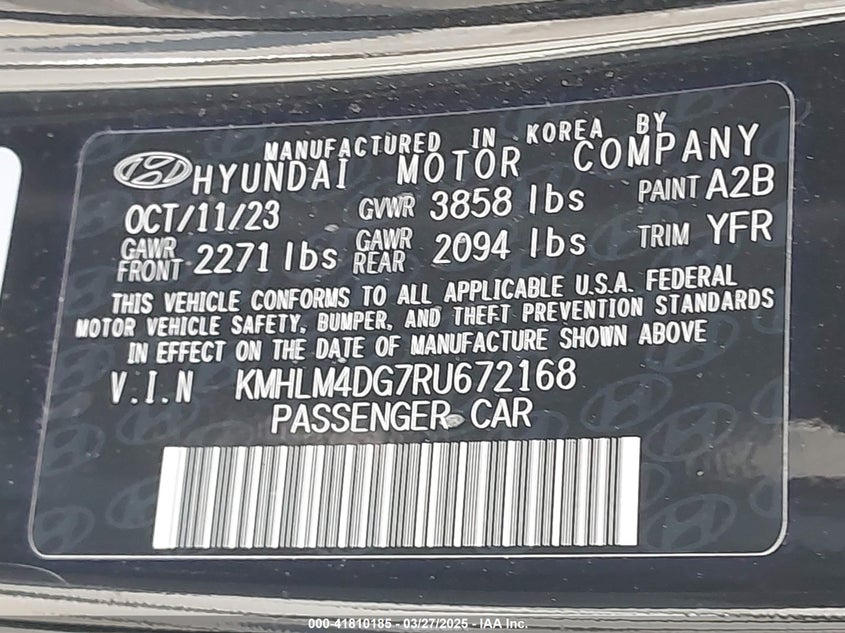 MANUFACTURED IN KOREA BY
HYUNDAI MOTOR COMPANY
OCT/11/23 GVWR 3858 lbs PAINT A2B
GAWR FRONT 2271 lbs GAWR REAR 2094 lbs TRIM YFR
THIS VEHICLE CONFORMS TO ALL APPLICABLE U.S.A. FEDERAL
MOTOR VEHICLE SAFETY, BUMPER, AND THEFT PREVENTION STANDARDS
IN EFFECT ON THE DATE OF MANUFACTURE SHOWN ABOVE
V.I.N KMHLM4DG7RU672168
PASSENGER CAR
000-41810185 - 03/27/2025 - IAA Inc.